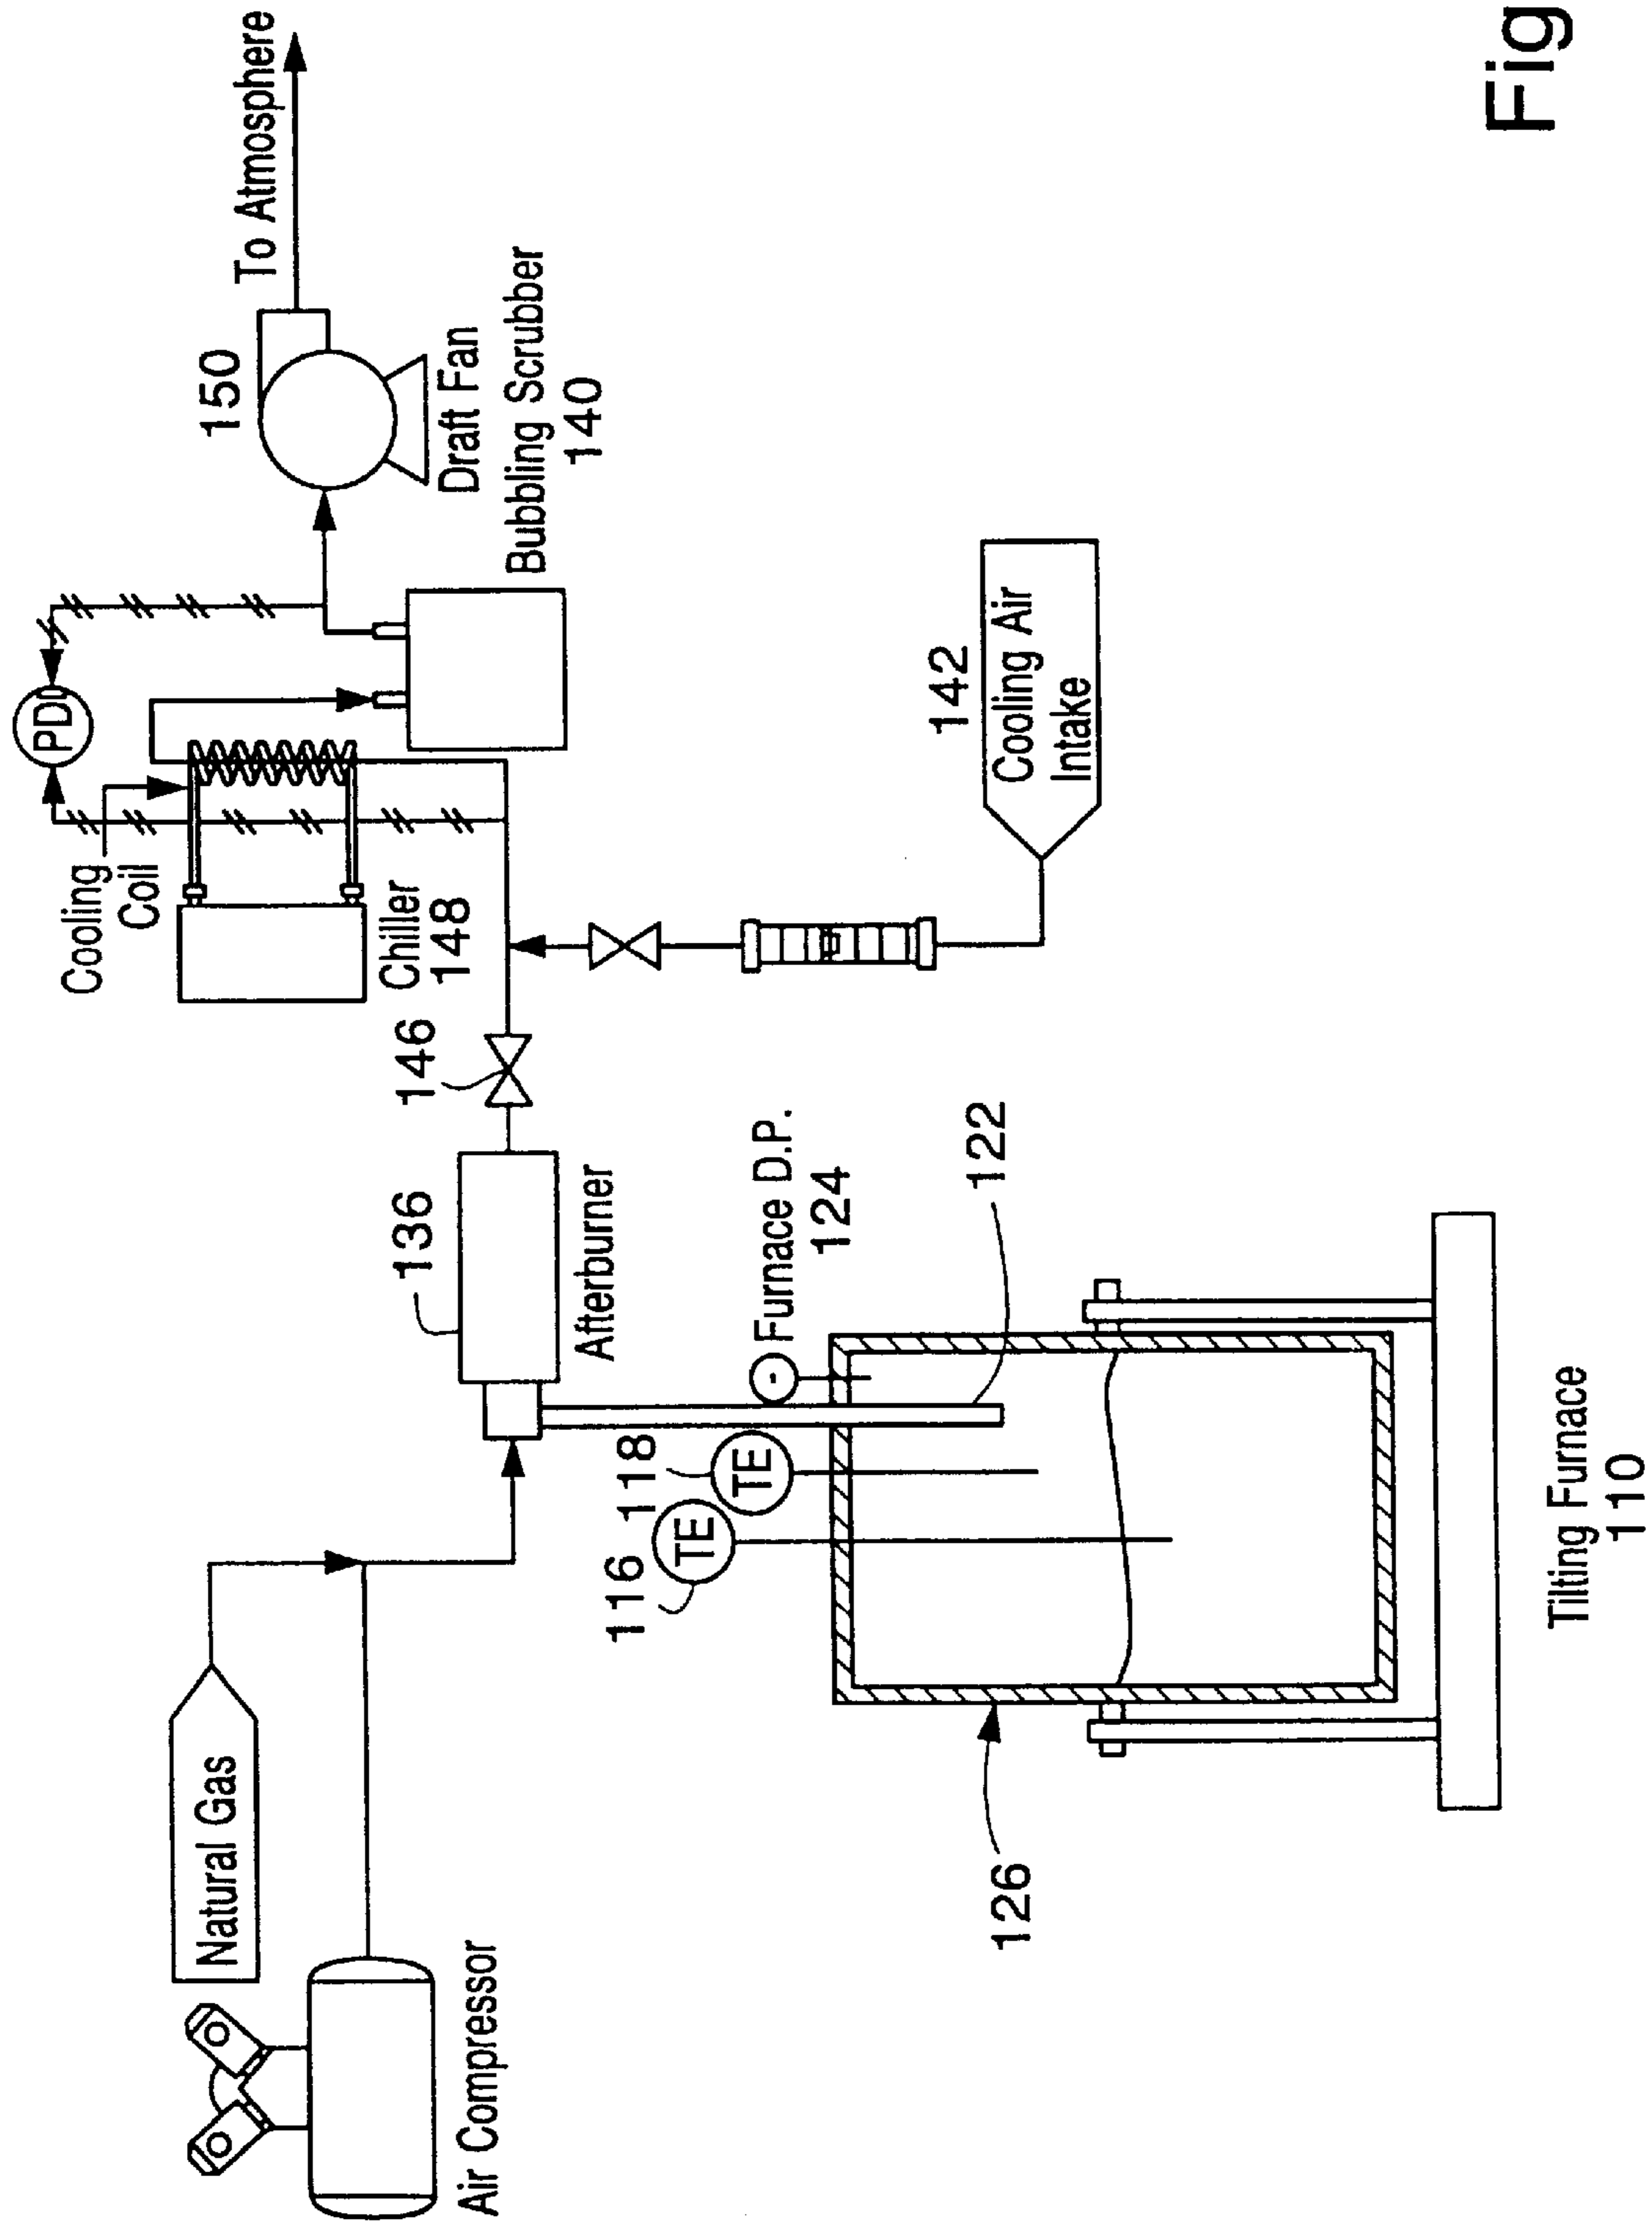 To Atmosphere
150
Draft Fan
Bubbling Scrubber
140
PD
Cooling
Coil
Chiller
148
146
142
Cooling Air
Intake
Natural Gas
Air Compressor
136
Afterburner
116
TE
118
TE
Furnace D.P.
124
122
126
Tilting Furnace
110
Fig